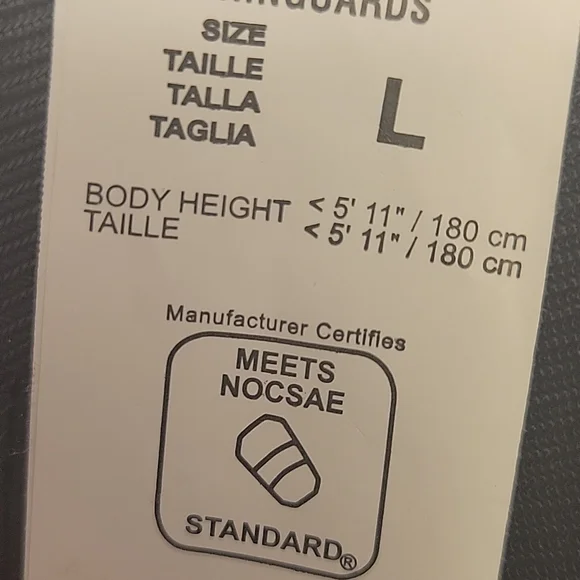 SIZE
TAILLE
TALLA
TAGLIA
L
BODY HEIGHT < 5' 11" / 180 cm
TAILLE < 5' 11" / 180 cm
Manufacturer Certifies
MEETS
NOCSAE
STANDARD®